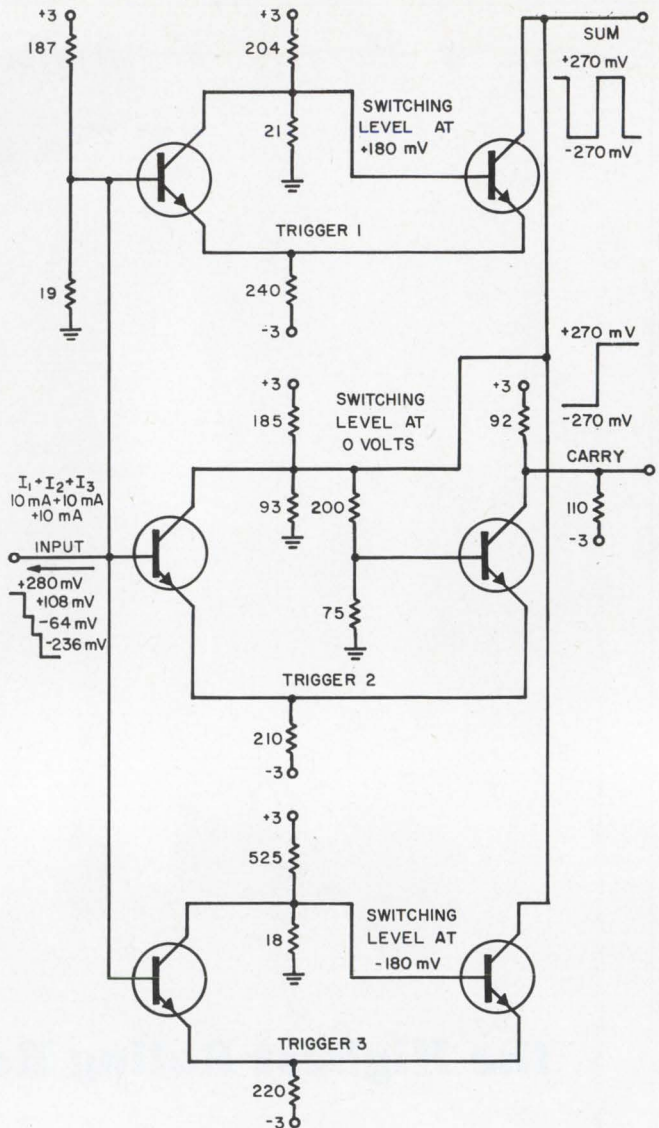 +3
187
+3
204
SUM
+270 mV
-270 mV
SWITCHING
LEVEL AT
+180 mV
21
TRIGGER 1
19
240
-3
+3
185
SWITCHING
LEVEL AT
0 VOLTS
+3
92
+270 mV
-270 mV
CARRY
I₁ + I₂ + I₃
10 mA+10 mA
+10 mA
INPUT
+280 mV
+108 mV
-64 mV
-236 mV
93
200
110
-3
75
TRIGGER 2
210
-3
+3
525
18
SWITCHING
LEVEL AT
-180 mV
TRIGGER 3
220
-3